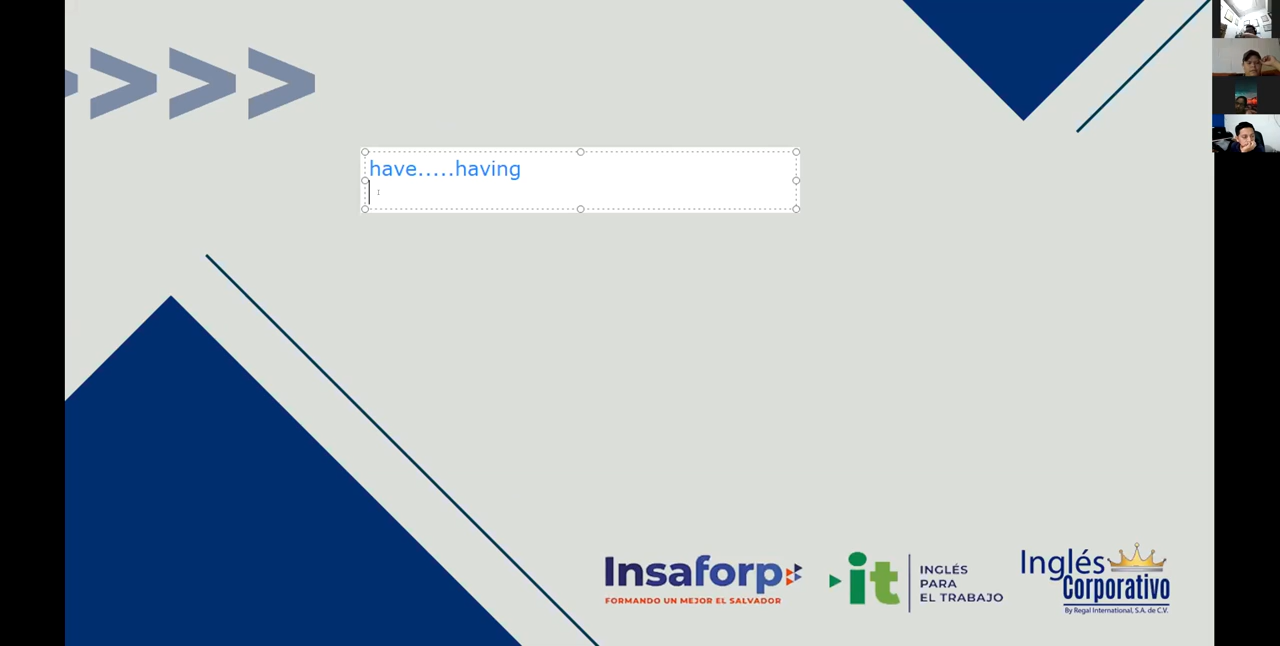 have.....having
Insaforp
FORMANDO UN MEJOR EL SALVADOR
it
INGLÉS
PARA
EL TRABAJO
Inglés
Corporativo
By Regal International, S.A. de C.V.